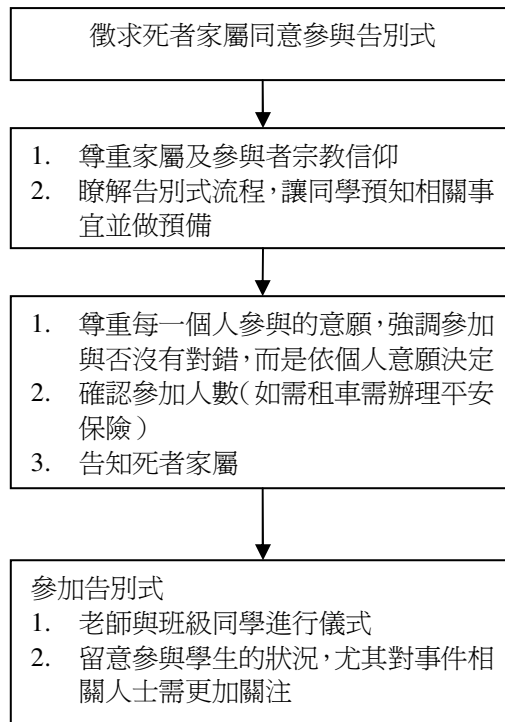 徵求死者家屬同意參與告別式
1. 尊重家屬及參與者宗教信仰
2. 瞭解告別式流程,讓同學預知相關事
宜並做預備
1. 尊重每一個人參與的意願,強調參加
與否沒有對錯,而是依個人意願決定
2. 確認參加人數(如需租車需辦理平安
保險)
3. 告知死者家屬
參加告別式
1. 老師與班級同學進行儀式
2. 留意參與學生的狀況,尤其對事件相
關人士需更加關注